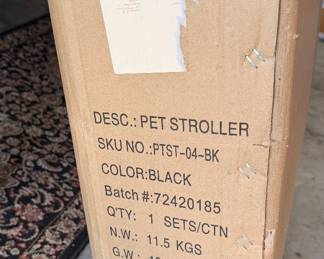 DESC.: PET STROLLER
SKU NO.:PTST-04-BK
COLOR:BLACK
Batch #:72420185
Q'TY: 1 SETS/CTN
N.W.: 11.5 KGS
G.W.: